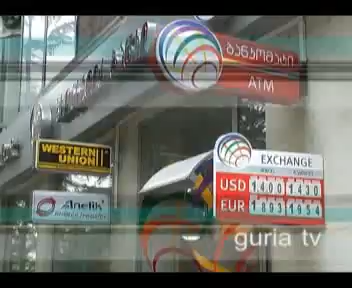 ბანკომატი
ATM
WESTERN
UNION
Anelik
EXCHANGE
USD 1400 1430
EUR 1893 1954
guria tv